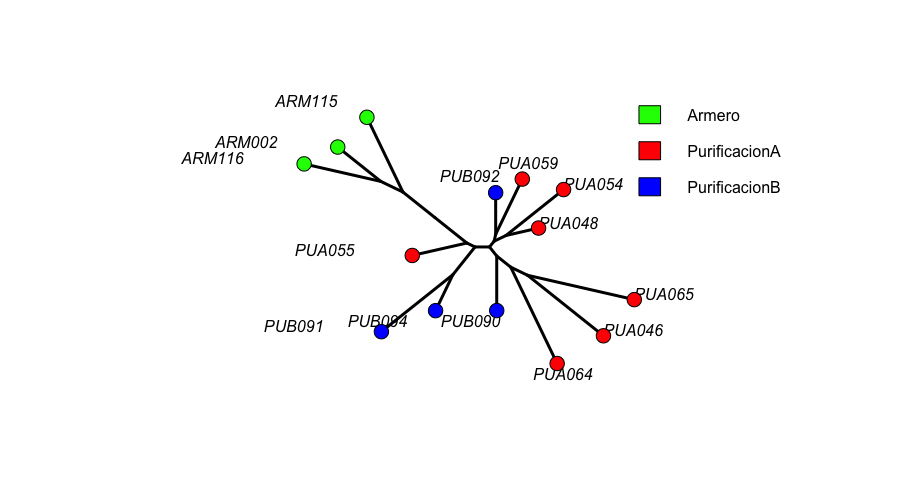 ARM115
Armero
ARM002
ARM116
PurificacionA
PUA059
PUB092
PUA054
PurificacionB
PUA048
PUA055
PUA065
PUB091
PUB094
PUB090
PUA046
PUA064